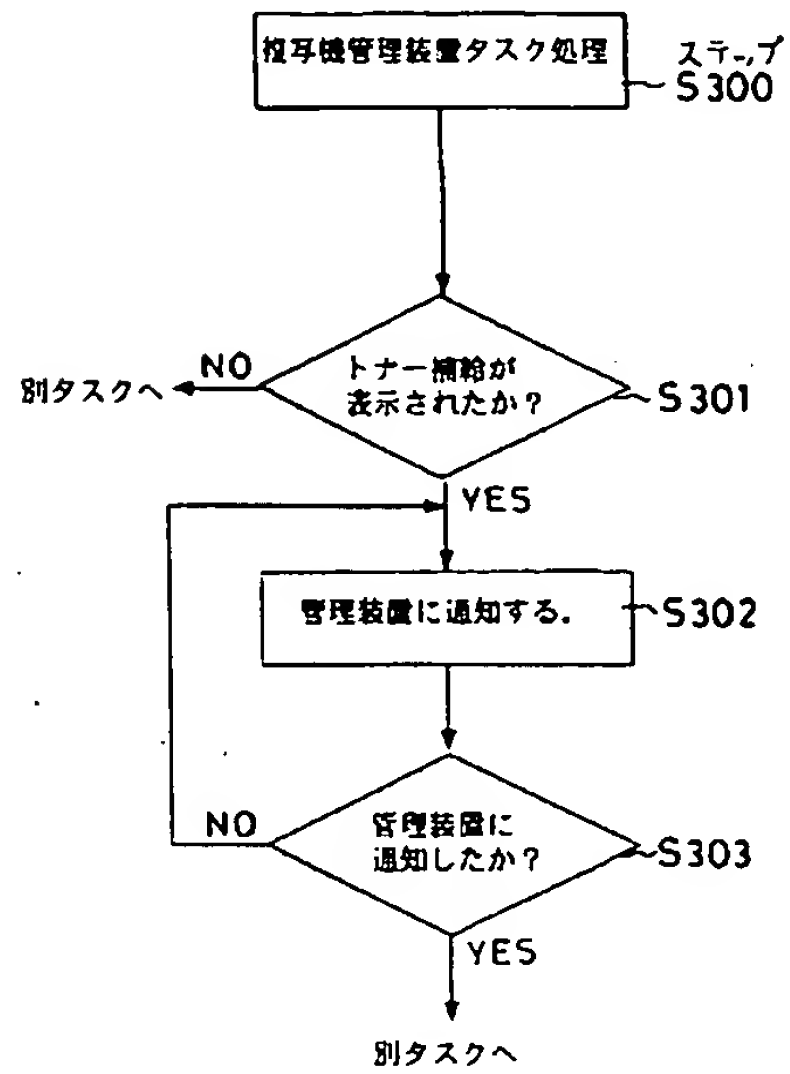 複写機管理装置タスク処理
ステップ
S300
トナー補給が
表示されたか?
NO
別タスクへ
S301
YES
管理装置に通知する.
S302
管理装置に
通知したか?
NO
S303
YES
別タスクへ